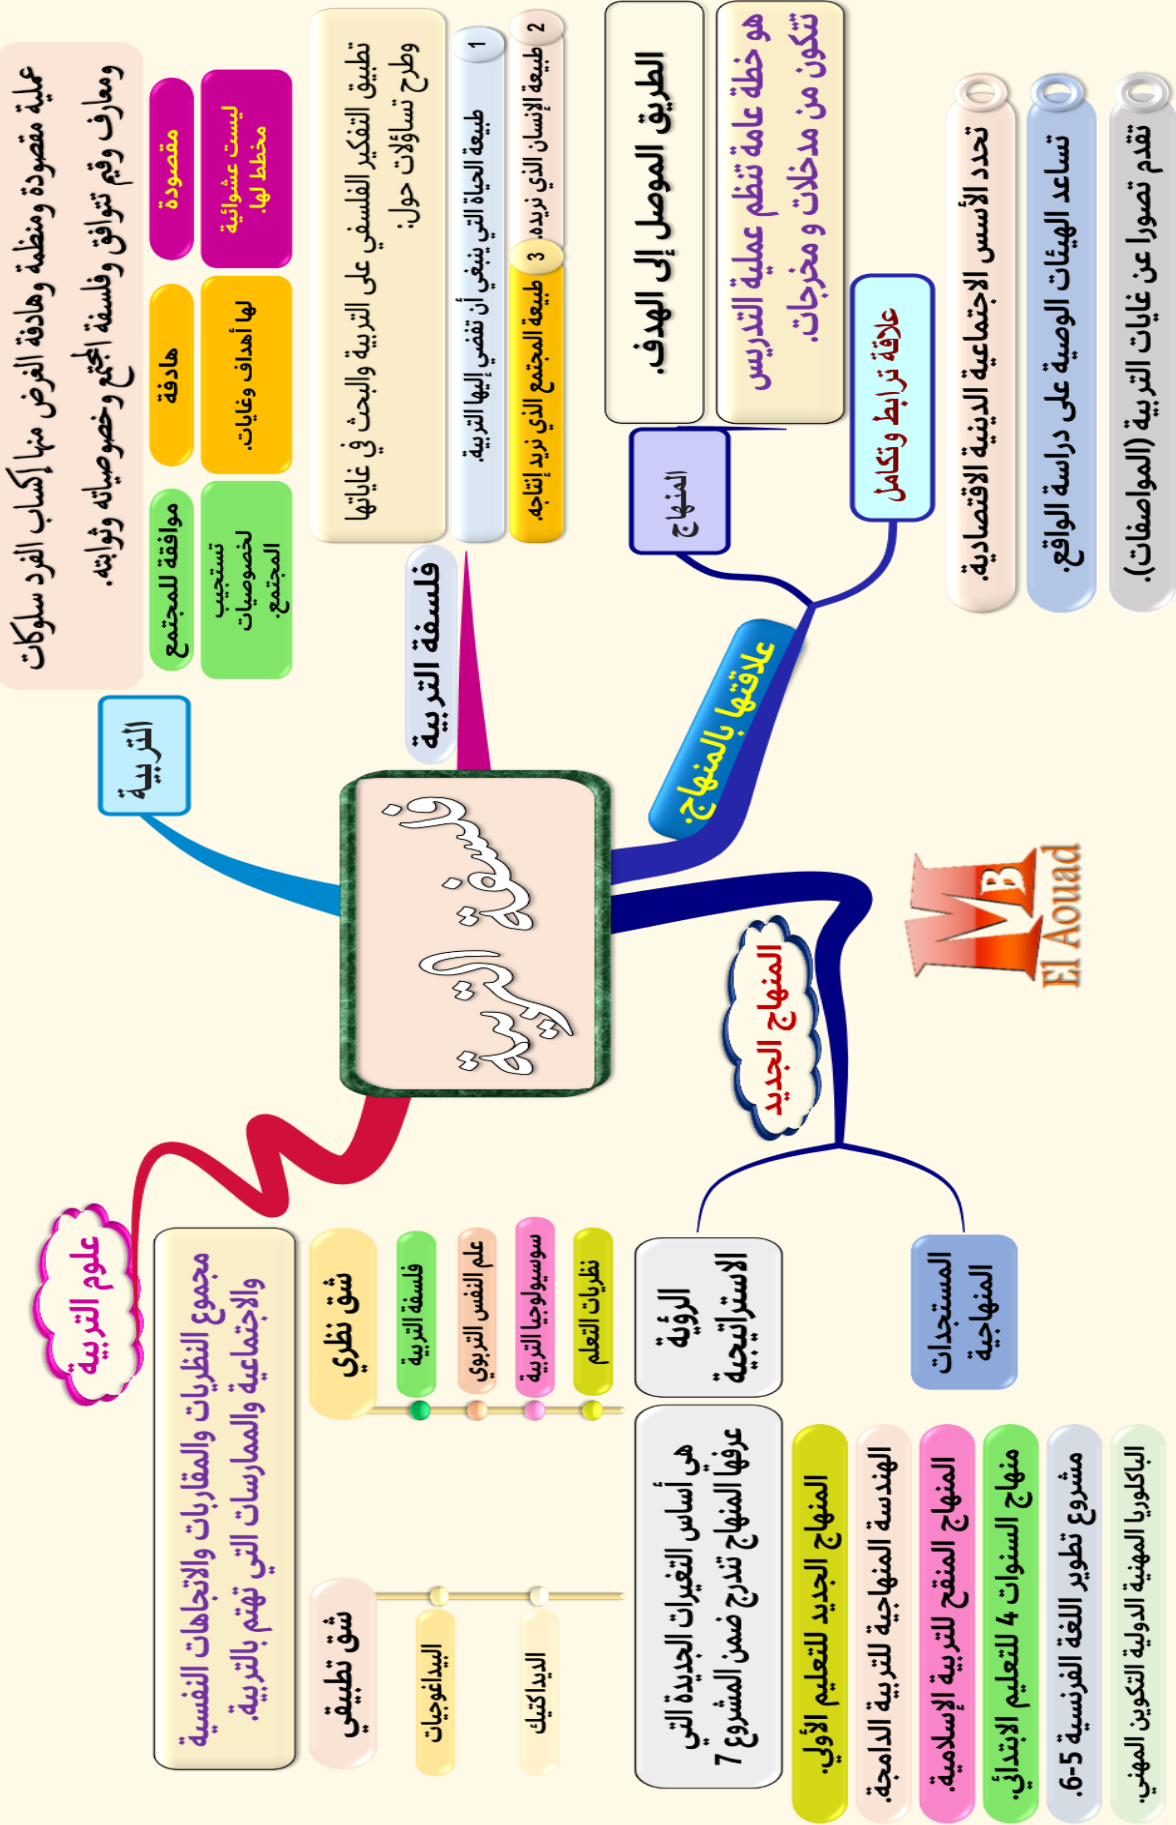 فلسفة التربية
التربية
عملية مقصودة ومنظمة وهادفة الغرض منها إكساب الفرد سلوكات
ومعارف وقيم تتوافق وفلسفة المجتمع وخصوصياته وثوابته.
مقصودة
ليست عشوائية
مخطط لها.
هادفة
لها أهداف وغايات.
موافقة للمجتمع
تستجيب
لخصوصيات
المجتمع.
فلسفة التربية
تطبيق التفكير الفلسفي على التربية والبحث في غاياتها
وطرح تساؤلات حول:
1 طبيعة الحياة التي ينبغي أن تفضي إليها التربية.
2 طبيعة الإنسان الذي نريده.
3 طبيعة المجتمع الذي نريد إنتاجه.
علاقتها بالمنهاج.
المنهاج
الطريق الموصل إلى الهدف.
هو خطة عامة تنظم عملية التدريس
تتكون من مدخلات و مخرجات.
علاقة ترابط وتكامل
تحدد الأسس الاجتماعية الدينية الاقتصادية.
تساعد الهيئات الوصية على دراسة الواقع.
تقدم تصورا عن غايات التربية (المواصفات).
علوم التربية
مجموع النظريات والمقاربات والاتجاهات النفسية
والاجتماعية والممارسات التي تهتم بالتربية.
شق نظري
فلسفة التربية
علم النفس التربوي
سوسيولوجيا التربية
نظريات التعلم
شق تطبيقي
البيداغوجيات
الديداكتيك
المنهاج الجديد
الرؤية
الاستراتيجية
هي أساس التغيرات الجديدة التي
عرفها المنهاج تندرج ضمن المشروع 7
المستجدات
المنهاجية
المنهاج الجديد للتعليم الأولي.
الهندسة المنهاجية للتربية الدامجة.
المنهاج المنقح للتربية الإسلامية.
منهاج السنوات 4 للتعليم الابتدائي.
مشروع تطوير اللغة الفرنسية 5-6.
الباكلوريا المهنية الدولية التكوين المهني.
MB
El Aouad